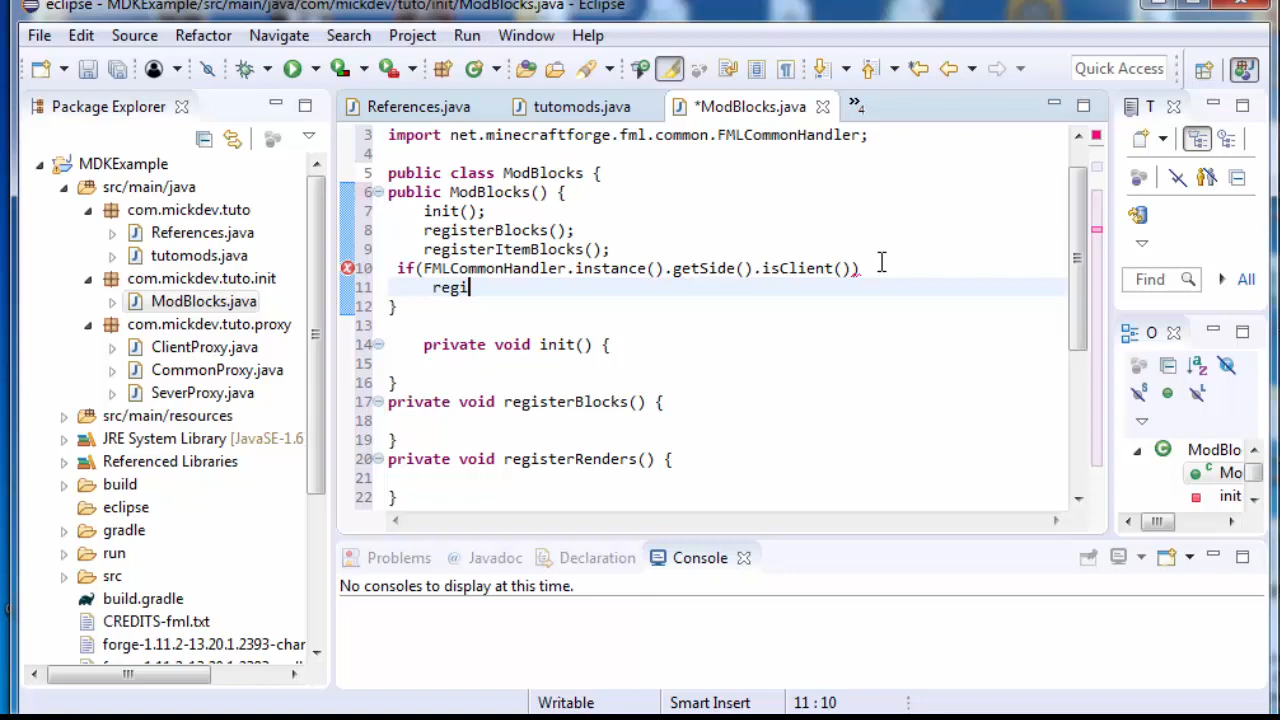 eclipse - MDKExample/src/main/java/com/mickdev/tuto/init/ModBlocks.java - Eclipse
File Edit Source Refactor Navigate Search Project Run Window Help
Quick Access
Package Explorer
References.java
tutomods.java
*ModBlocks.java
»4
T
MDKExample
src/main/java
com.mickdev.tuto
References.java
tutomods.java
com.mickdev.tuto.init
ModBlocks.java
com.mickdev.tuto.proxy
ClientProxy.java
CommonProxy.java
SeverProxy.java
src/main/resources
JRE System Library [JavaSE-1.6
Referenced Libraries
build
eclipse
gradle
run
src
build.gradle
CREDITS-fml.txt
forge-1.11.2-13.20.1.2393-char
3 import net.minecraftforge.fml.common.FMLCommonHandler;
4
5 public class ModBlocks {
6 public ModBlocks() {
7 init();
8 registerBlocks();
9 registerItemBlocks();
10 if(FMLCommonHandler.instance().getSide().isClient())
11 regi
12 }
13
14 private void init() {
15
16 }
17 private void registerBlocks() {
18
19 }
20 private void registerRenders() {
21
22 }
Find
All
O
ModBlo
Mo
init
Problems @ Javadoc Declaration Console
No consoles to display at this time.
Writable Smart Insert 11 : 10